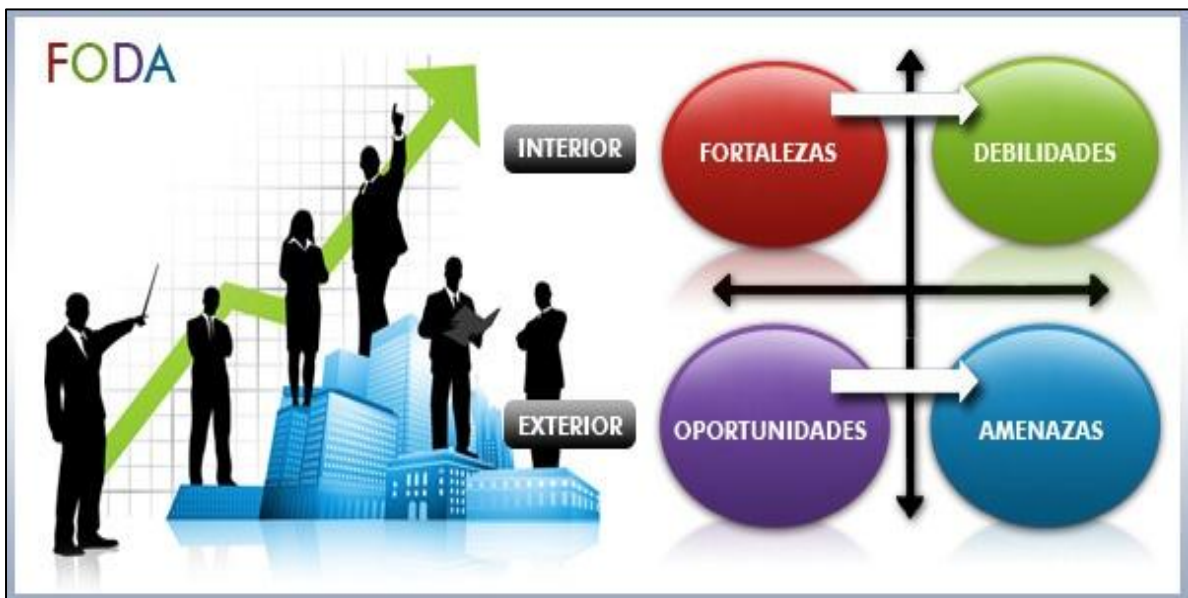 FODA
INTERIOR
FORTALEZAS
DEBILIDADES
EXTERIOR
OPORTUNIDADES
AMENAZAS